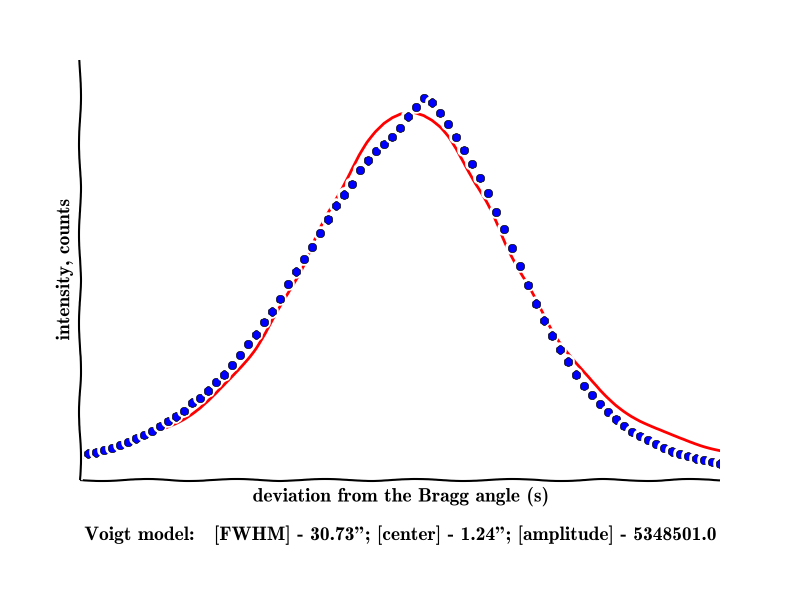 intensity, counts
deviation from the Bragg angle (s)
Voigt model: [FWHM] - 30.73”; [center] - 1.24”; [amplitude] - 5348501.0